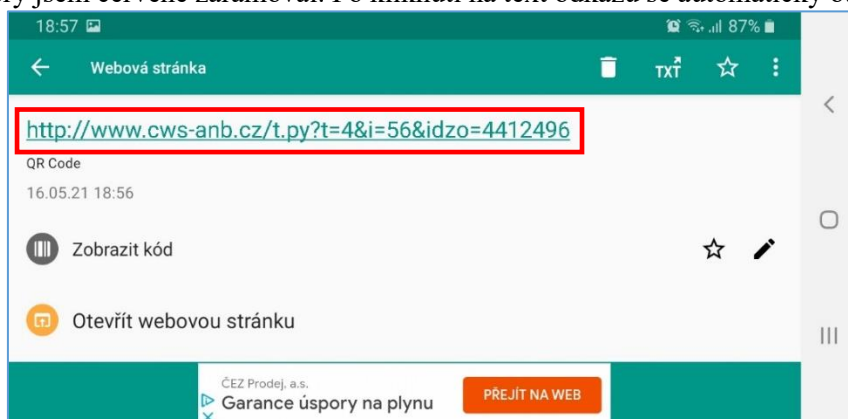 18:57 87%
Webová stránka TXT
http://www.cws-anb.cz/t.py?t=4&i=56&idzo=4412496
QR Code
16.05.21 18:56
Zobrazit kód
Otevřít webovou stránku
ČEZ Prodej, a.s.
Garance úspory na plynu
PŘEJÍT NA WEB